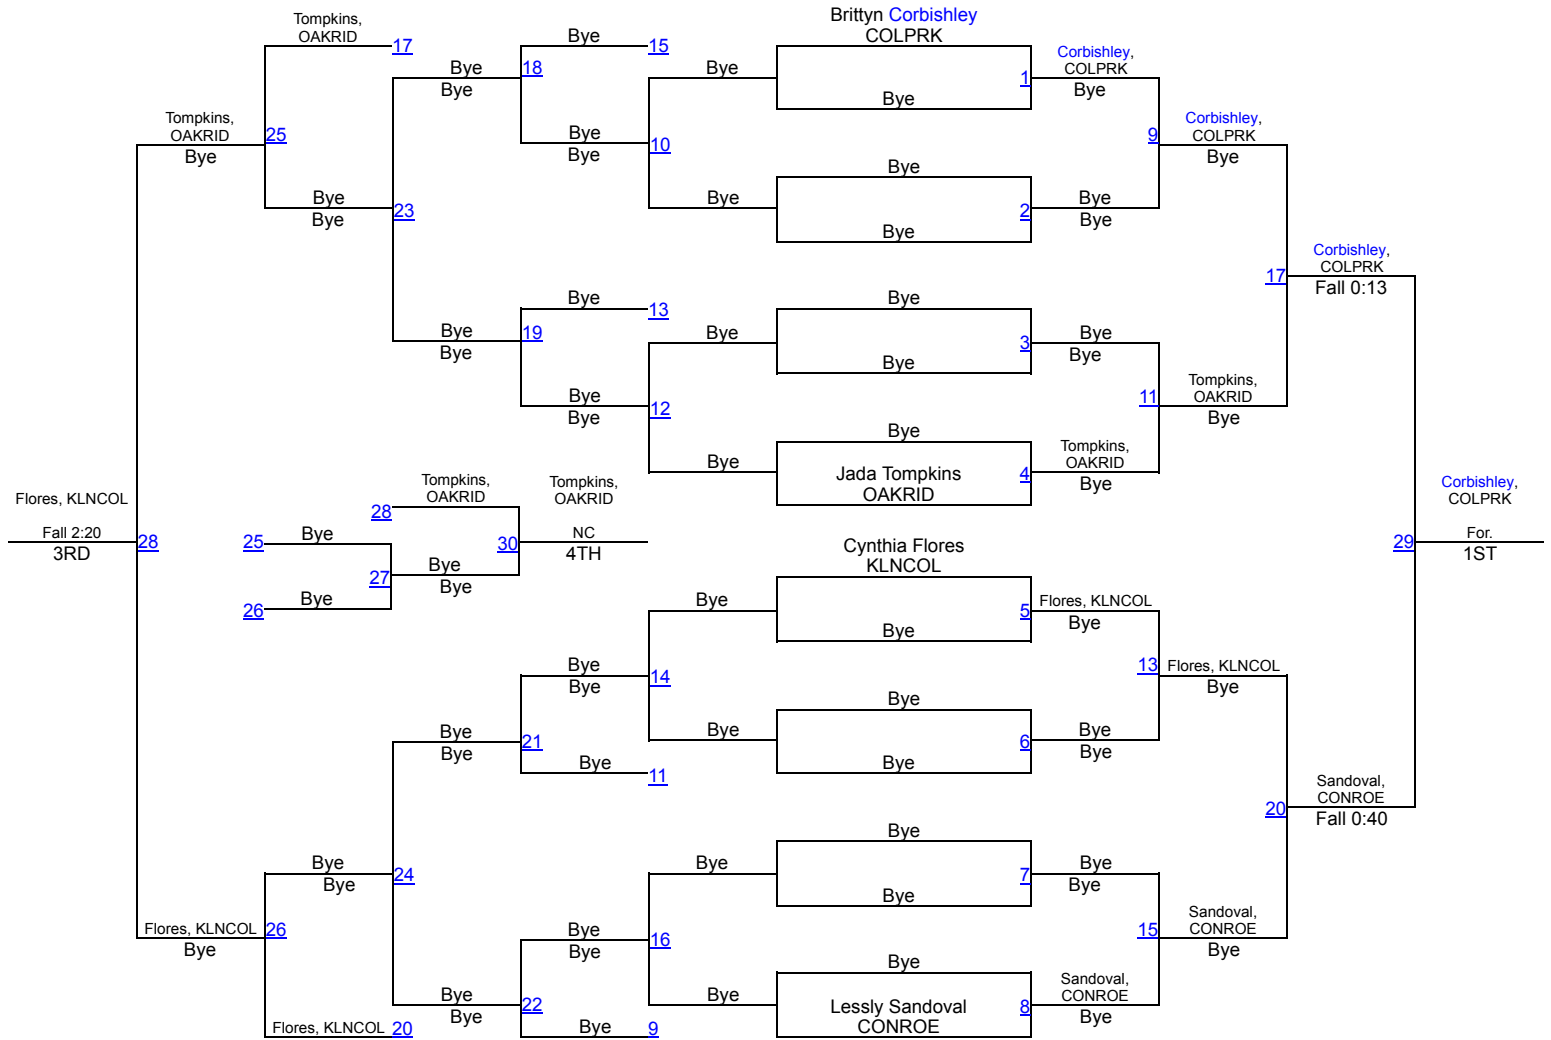 Tompkins,
OAKRID
17
Bye
15
Brittyn Corbishley
COLPRK
Bye
Bye
18
Bye
1
Corbishley,
COLPRK
Bye
Bye
Tompkins,
OAKRID
Bye
25
Bye
Bye
10
9
Corbishley,
COLPRK
Bye
Bye
Bye
Bye
23
Bye
2
Bye
Bye
Bye
Corbishley,
COLPRK
Fall 0:13
17
Bye
13
Bye
Bye
Bye
19
Bye
3
Bye
Bye
Bye
Bye
Bye
12
11
Tompkins,
OAKRID
Bye
Bye
Bye
Jada Tompkins
OAKRID
4
Tompkins,
OAKRID
Bye
Flores, KLNCOL
Fall 2:20
3RD
28
Tompkins,
OAKRID
28
Tompkins,
OAKRID
NC
4TH
30
25
Bye
27
Bye
Bye
26
Bye
Corbishley,
COLPRK
For.
1ST
29
Cynthia Flores
KLNCOL
Bye
5
Flores, KLNCOL
Bye
Bye
Bye
Bye
14
13
Flores, KLNCOL
Bye
Bye
Bye
Bye
21
Bye
6
Bye
Bye
Bye
Bye
11
Sandoval,
CONROE
Fall 0:40
20
Bye
Bye
Bye
24
Bye
7
Bye
Bye
Bye
Flores, KLNCOL
Bye
26
Bye
Bye
16
15
Sandoval,
CONROE
Bye
Bye
Bye
Bye
22
Bye
Lessly Sandoval
CONROE
8
Sandoval,
CONROE
Bye
Flores, KLNCOL
20
Bye
9